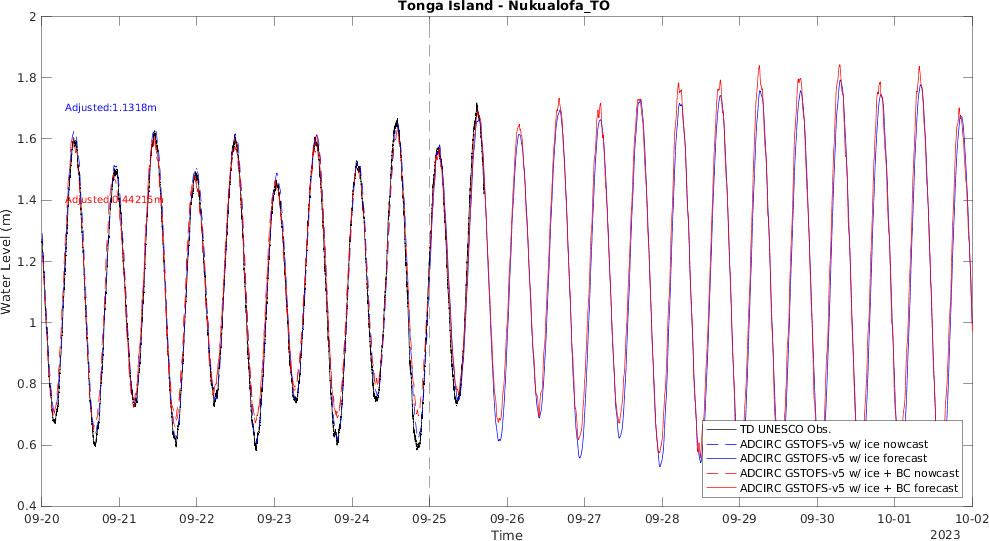 Tonga Island - Nukualofa_TO
2
1.8
1.6
1.4
1.2
1
0.8
0.6
0.4
Water Level (m)
Adjusted:1.1318m
Adjusted:0.44215m
TD UNESCO Obs.
ADCIRC GSTOFS-v5 w/ ice nowcast
ADCIRC GSTOFS-v5 w/ ice forecast
ADCIRC GSTOFS-v5 w/ ice + BC nowcast
ADCIRC GSTOFS-v5 w/ ice + BC forecast
09-20 09-21 09-22 09-23 09-24 09-25 09-26 09-27 09-28 09-29 09-30 10-01 10-02
Time
2023